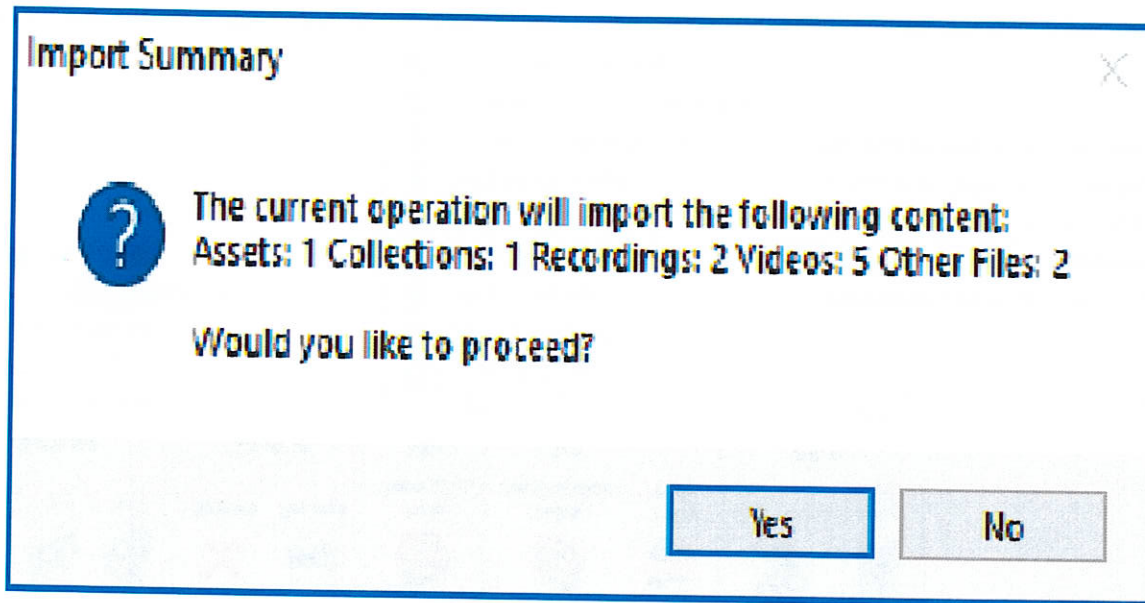 Import Summary
The current operation will import the following content:
Assets: 1 Collections: 1 Recordings: 2 Videos: 5 Other Files: 2
Would you like to proceed?
Yes
No